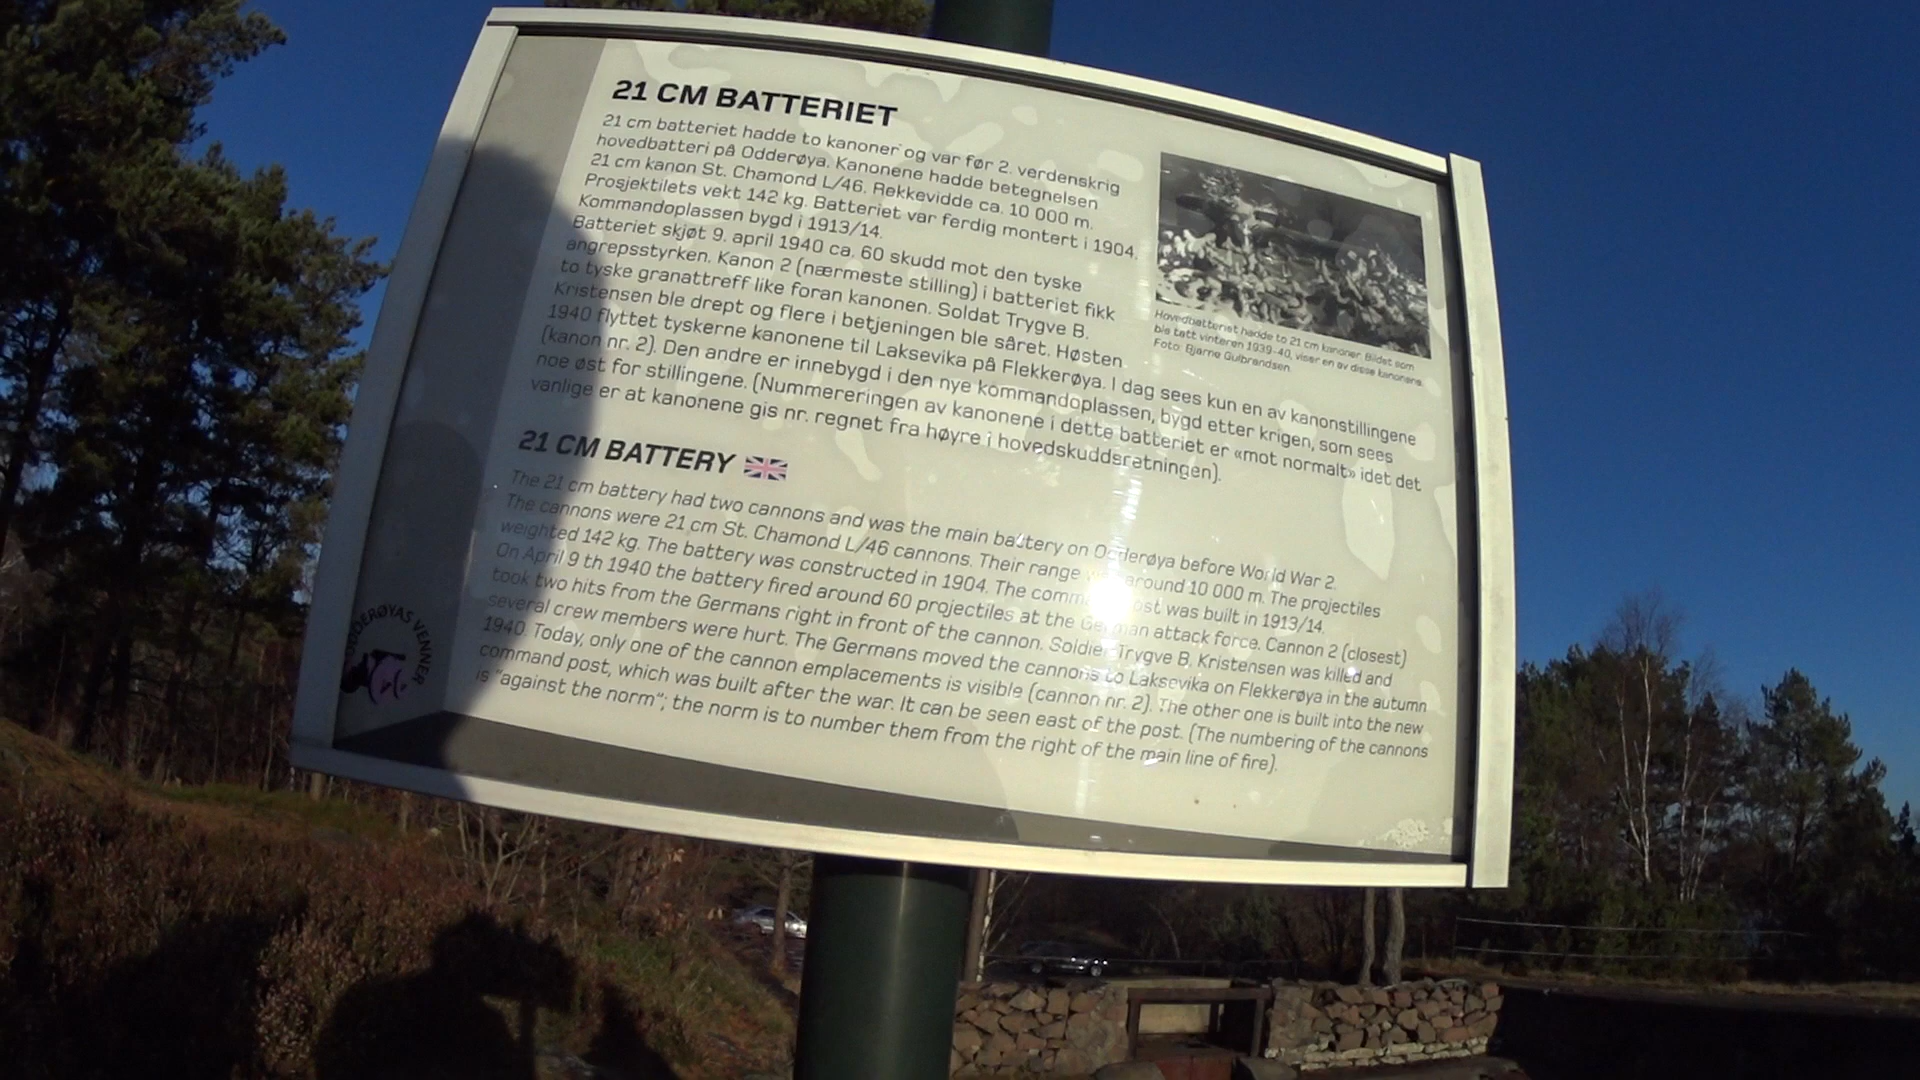 21 CM BATTERIET
21 cm batteriet hadde to kanoner og var før 2. verdenskrig
hovedbatteri på Odderøya. Kanonene hadde betegnelsen
21 cm kanon St. Chamond L/46. Rekkevidde ca. 10 000 m.
Prosjektilets vekt 142 kg. Batteriet var ferdig montert i 1904.
Kommandoplassen bygd i 1913/14.
Batteriet skjøt 9. april 1940 ca. 60 skudd mot den tyske
angrepsstyrken. Kanon 2 (nærmeste stilling) i batteriet fikk
to tyske granattreff like foran kanonen. Soldat Trygve B.
Kristensen ble drept og flere i betjeningen ble såret. Høsten
1940 flyttet tyskerne kanonene til Laksevika på Flekkerøya. I dag sees kun en av kanonstillingene
(kanon nr. 2). Den andre er innebygd i den nye kommandoplassen, bygd etter krigen, som sees
noe øst for stillingene. (Nummereringen av kanonene i dette batteriet er «mot normalt» idet det
vanlige er at kanonene gis nr. regnet fra høyre i hovedskuddsretningen).
Hovedbatteriet hadde to 21 cm kanoner. Bildet som
ble tatt vinteren 1939-40, viser en av disse kanonene.
Foto: Bjarne Gulbrandsen.
21 CM BATTERY
The 21 cm battery had two cannons and was the main battery on Odderøya before World War 2.
The cannons were 21 cm St. Chamond L/46 cannons. Their range around 10 000 m. The projectiles
weighted 142 kg. The battery was constructed in 1904. The post was built in 1913/14.
On April 9 th 1940 the battery fired around 60 projectiles at the German attack force. Cannon 2 (closest)
took two hits from the Germans right in front of the cannon. Soldier Trygve B. Kristensen was killed and
several crew members were hurt. The Germans moved the cannons to Laksevika on Flekkerøya in the autumn
1940. Today, only one of the cannon emplacements is visible (cannon nr. 2). The other one is built into the new
command post, which was built after the war. It can be seen east of the post. (The numbering of the cannons
is "against the norm"; the norm is to number them from the right of the main line of fire).
ODDERØYAS VENNER